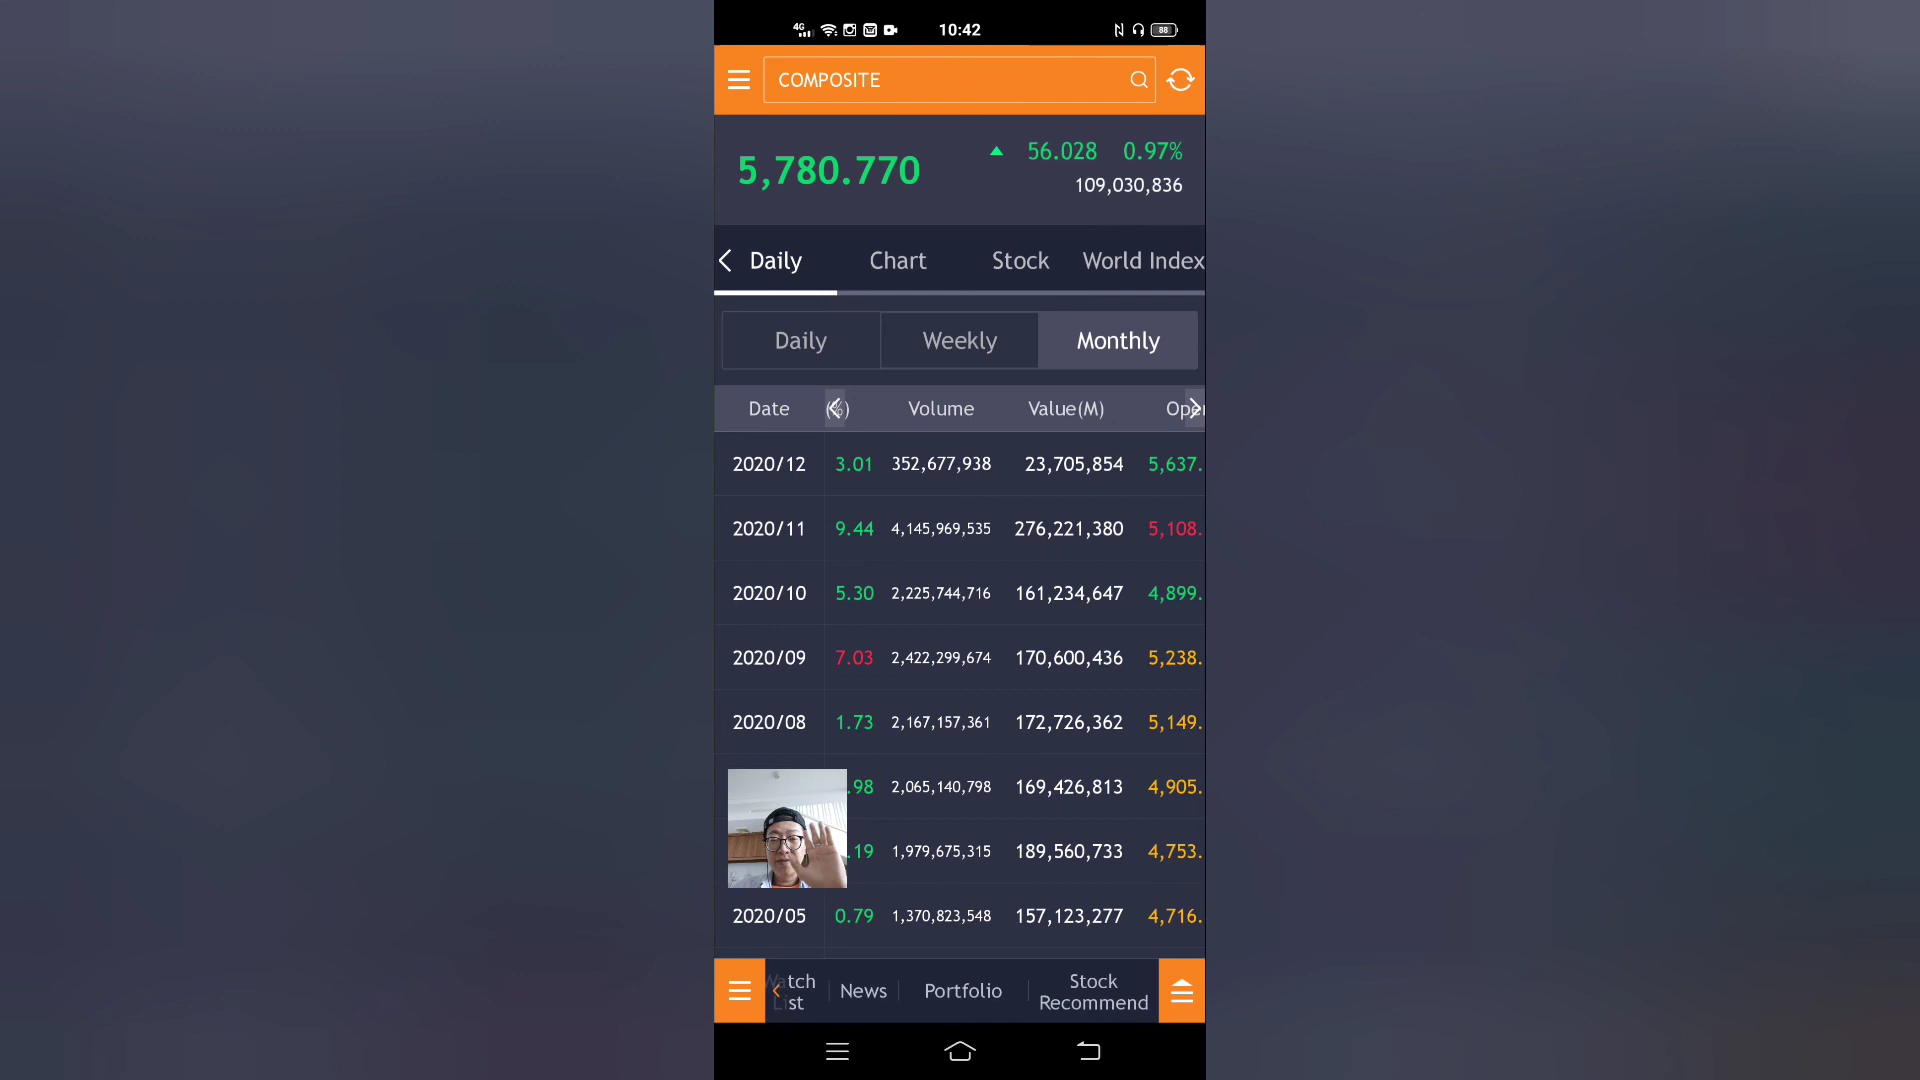 4G 10:42 88
COMPOSITE
5,780.770
56.028 0.97%
109,030,836
Daily Chart Stock World Index
Daily Weekly Monthly
Date (%) Volume Value(M) Ope
2020/12 3.01 352,677,938 23,705,854 5,637.
2020/11 9.44 4,145,969,535 276,221,380 5,108.
2020/10 5.30 2,225,744,716 161,234,647 4,899.
2020/09 7.03 2,422,299,674 170,600,436 5,238.
2020/08 1.73 2,167,157,361 172,726,362 5,149.
.98 2,065,140,798 169,426,813 4,905.
.19 1,979,675,315 189,560,733 4,753.
2020/05 0.79 1,370,823,548 157,123,277 4,716.
Watch List News Portfolio Stock Recommend